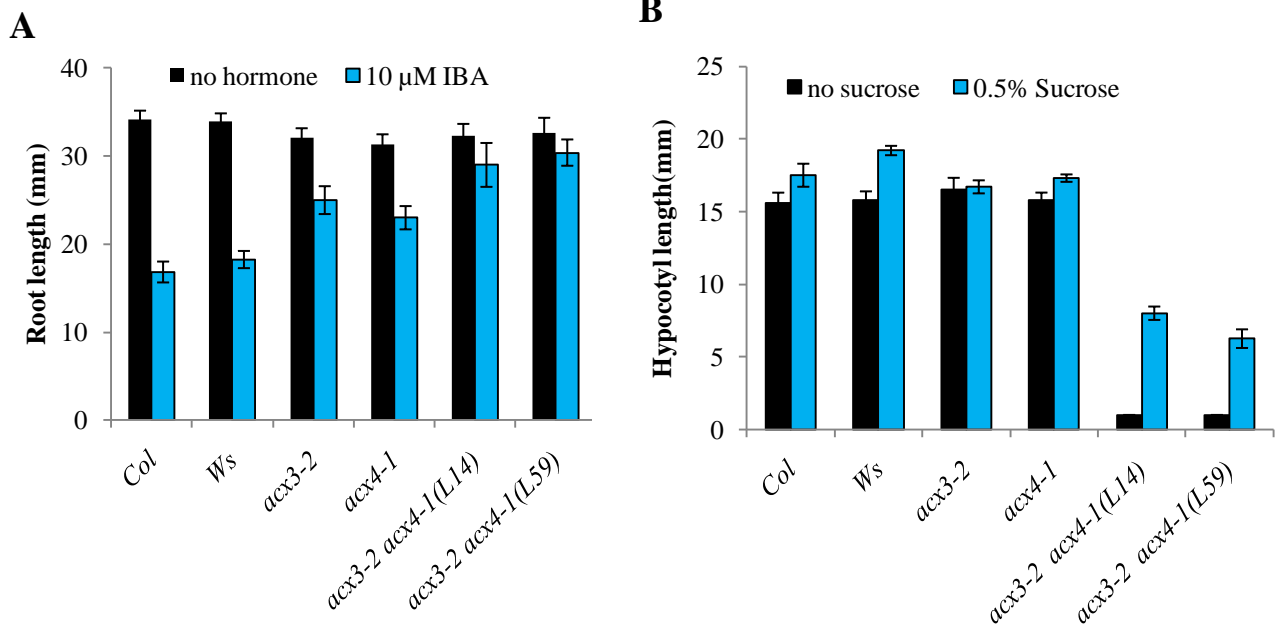 A
no hormone 10 µM IBA
Root length (mm)
40
30
20
10
0
Col
Ws
acx3-2
acx4-1
acx3-2 acx4-1(L14)
acx3-2 acx4-1(L59)
B
no sucrose 0.5% Sucrose
Hypocotyl length(mm)
25
20
15
10
5
0
Col
Ws
acx3-2
acx4-1
acx3-2 acx4-1(L14)
acx3-2 acx4-1(L59)